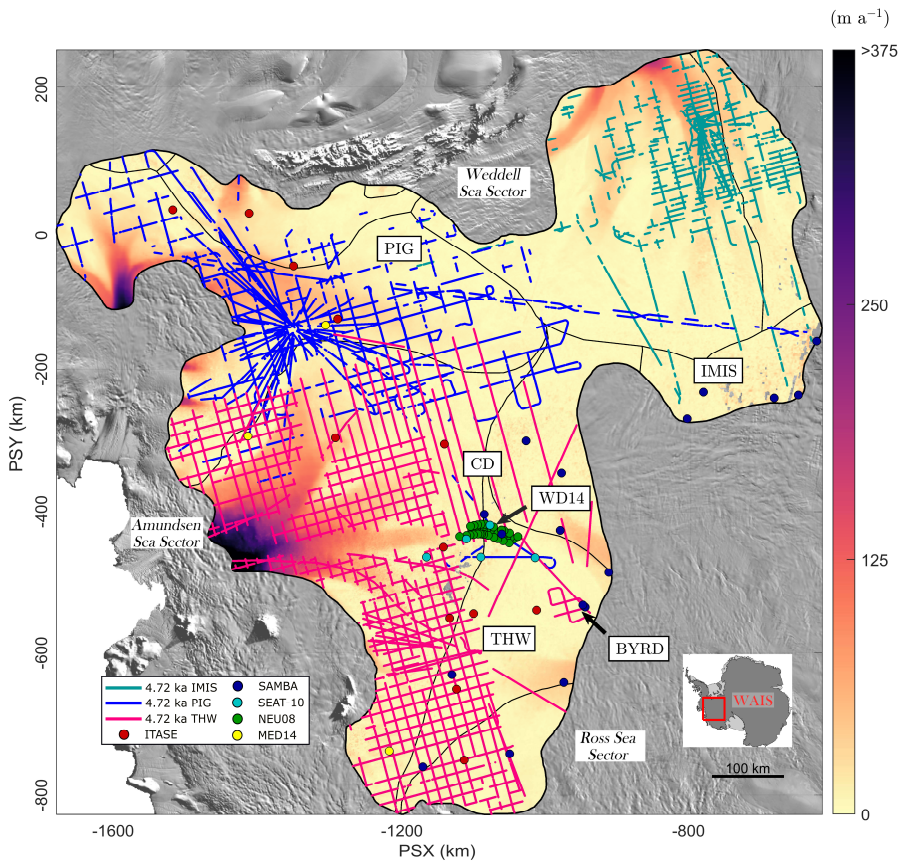 (m a⁻¹)
>375
250
125
0
200
0
-200
-400
-600
-800
PSY (km)
-1600
-1200
-800
PSX (km)
Weddell
Sea Sector
PIG
IMIS
CD
WD14
Amundsen
Sea Sector
THW
BYRD
Ross Sea
Sector
WAIS
100 km
4.72 ka IMIS
4.72 ka PIG
4.72 ka THW
ITASE
SAMBA
SEAT 10
NEU08
MED14